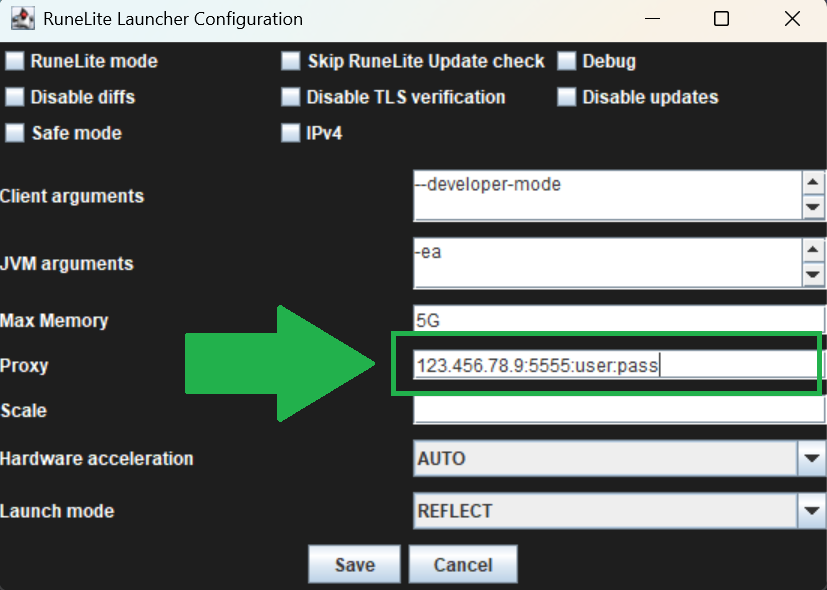 RuneLite Launcher Configuration
RuneLite mode
Skip RuneLite Update check
Debug
Disable diffs
Disable TLS verification
Disable updates
Safe mode
IPv4
Client arguments
--developer-mode
JVM arguments
-ea
Max Memory
5G
Proxy
123.456.78.9:5555:user:pass
Scale
Hardware acceleration
AUTO
Launch mode
REFLECT
Save
Cancel